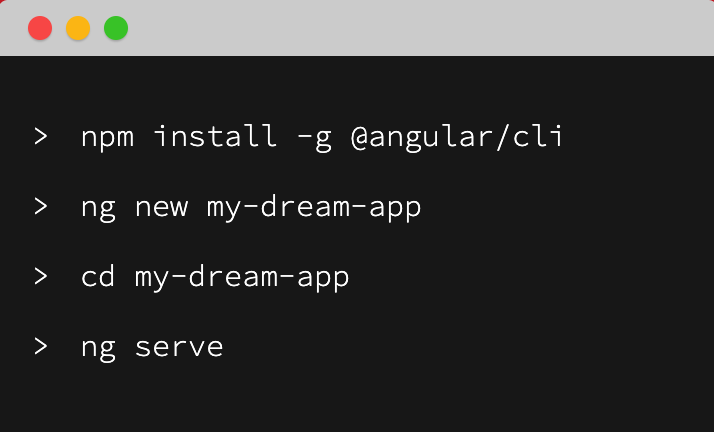 > npm install -g @angular/cli
> ng new my-dream-app
> cd my-dream-app
> ng serve